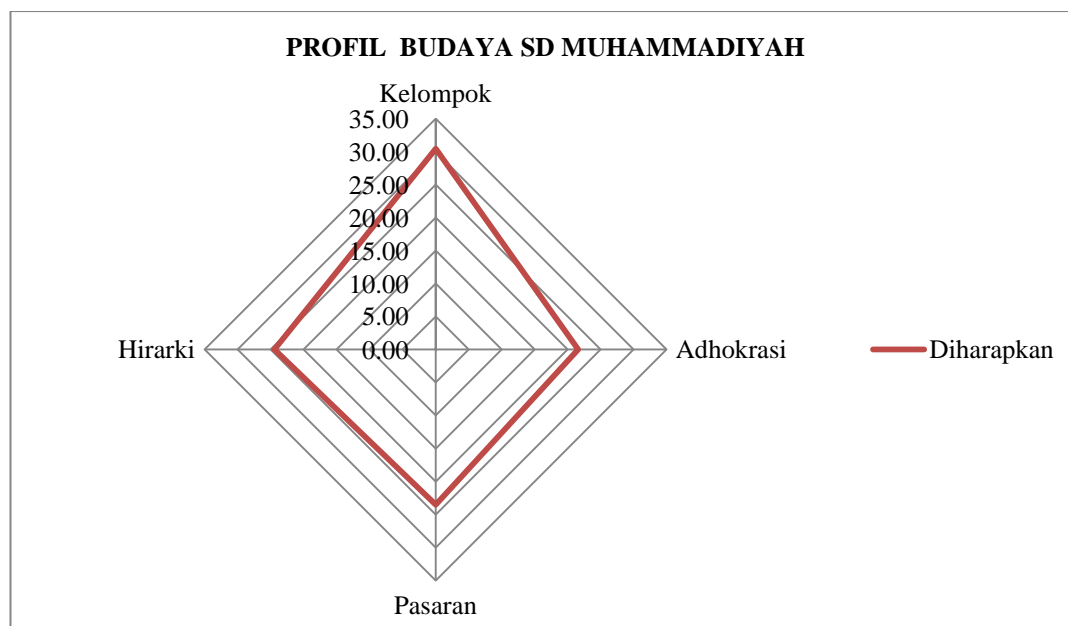 PROFIL BUDAYA SD MUHAMMADIYAH
Kelompok
35.00
30.00
25.00
20.00
15.00
10.00
5.00
0.00
Hirarki
Adhokrasi
Diharapkan
Pasaran